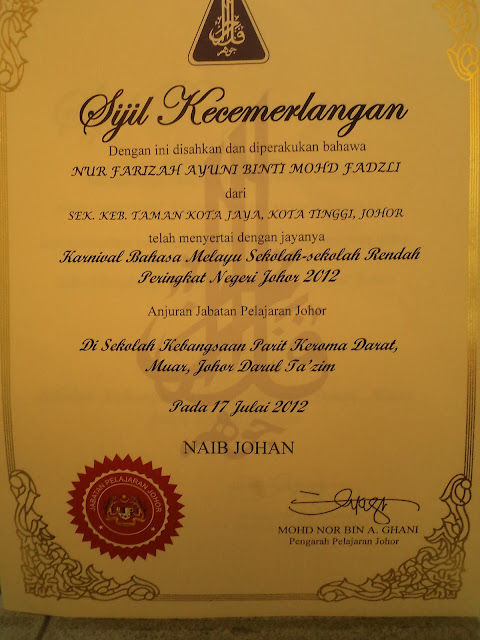 Sijil Kecemerlangan
Dengan ini disahkan dan diperakukan bahawa
NUR FARIZAH AYUNI BINTI MOHD FADZLI
dari
SEK. KEB. TAMAN KOTA JAYA, KOTA TINGGI, JOHOR
telah menyertai dengan jayanya
Karnival Bahasa Melayu Sekolah-sekolah Rendah
Peringkat Negeri Johor 2012
Anjuran Jabatan Pelajaran Johor
Di Sekolah Kebangsaan Parit Keroma Darat,
Muar, Johor Darul Ta'zim
Pada 17 Julai 2012
NAIB JOHAN
JABATAN PELAJARAN JOHOR
MOHD NOR BIN A. GHANI
Pengarah Pelajaran Johor